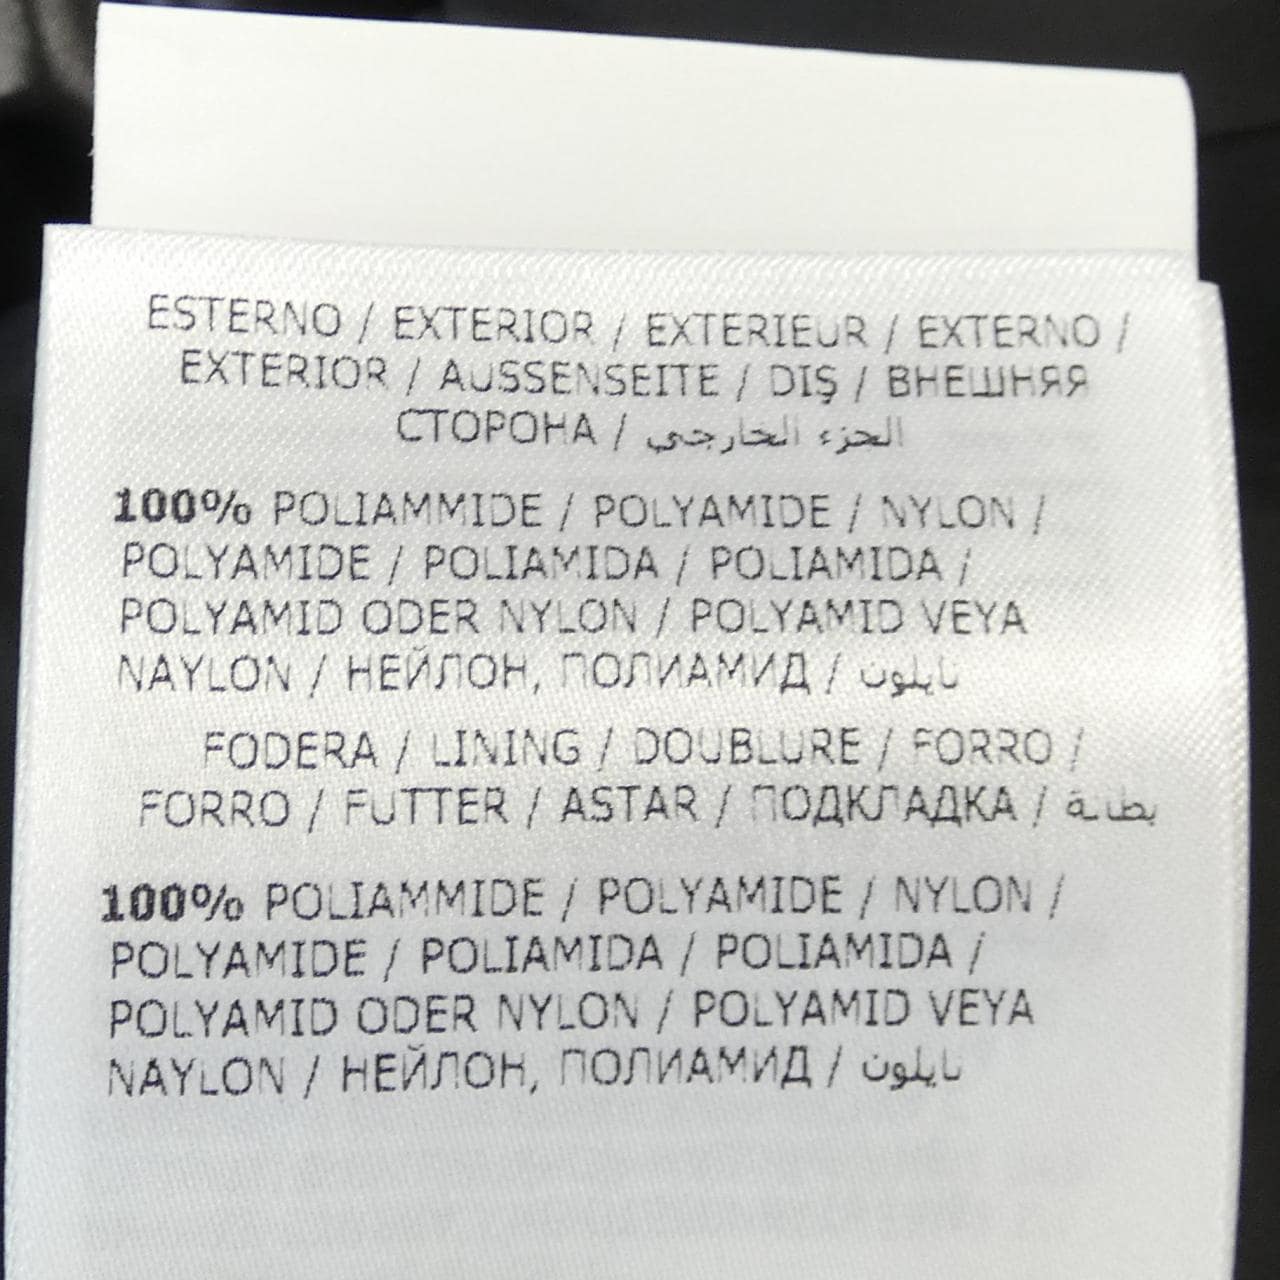 ESTERNO / EXTERIOR / EXTERIEUR / EXTERNO /
EXTERIOR / AUSSENSEITE / DIŞ / ВНЕШНЯЯ
СТОРОНА / الجزء الخارجي
100% POLIAMMIDE / POLYAMIDE / NYLON /
POLYAMIDE / POLIAMIDA / POLIAMIDA /
POLYAMID ODER NYLON / POLYAMID VEYA
NAYLON / НЕЙЛОН, ПОЛИАМИД / نايلون
FODERA / LINING / DOUBLURE / FORRO /
FORRO / FUTTER / ASTAR / ПОДКЛАДКА / بطانة
100% POLIAMMIDE / POLYAMIDE / NYLON /
POLYAMIDE / POLIAMIDA / POLIAMIDA /
POLYAMID ODER NYLON / POLYAMID VEYA
NAYLON / НЕЙЛОН, ПОЛИАМИД / نايلون